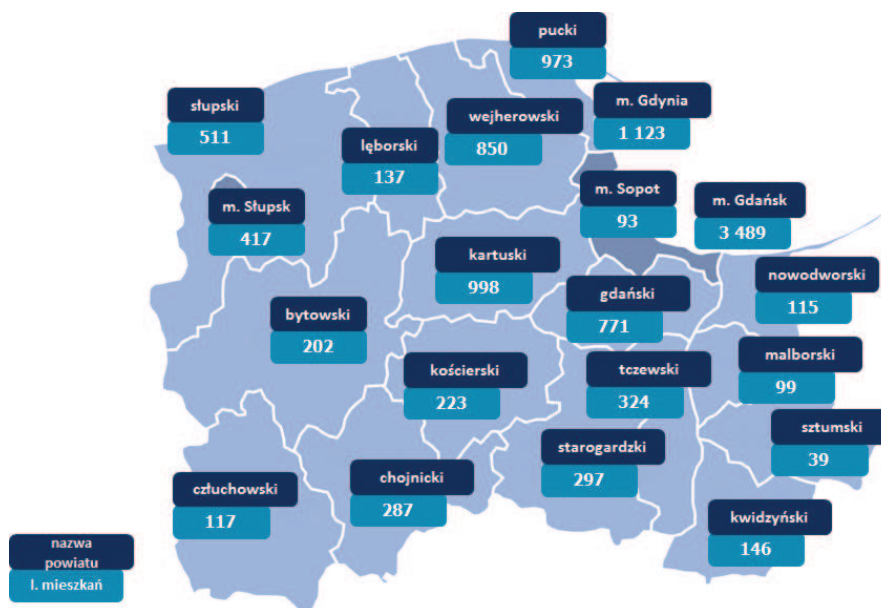 pucki
973
słupski
511
m. Gdynia
1 123
wejherowski
850
lęborski
137
m. Sopot
93
m. Gdańsk
3 489
m. Słupsk
417
kartuski
998
nowodworski
115
gdański
771
bytowski
202
malborski
99
kościerski
223
tczewski
324
sztumski
39
starogardzki
297
chojnicki
287
człuchowski
117
kwidzyński
146
nazwa
powiatu
l. mieszkań